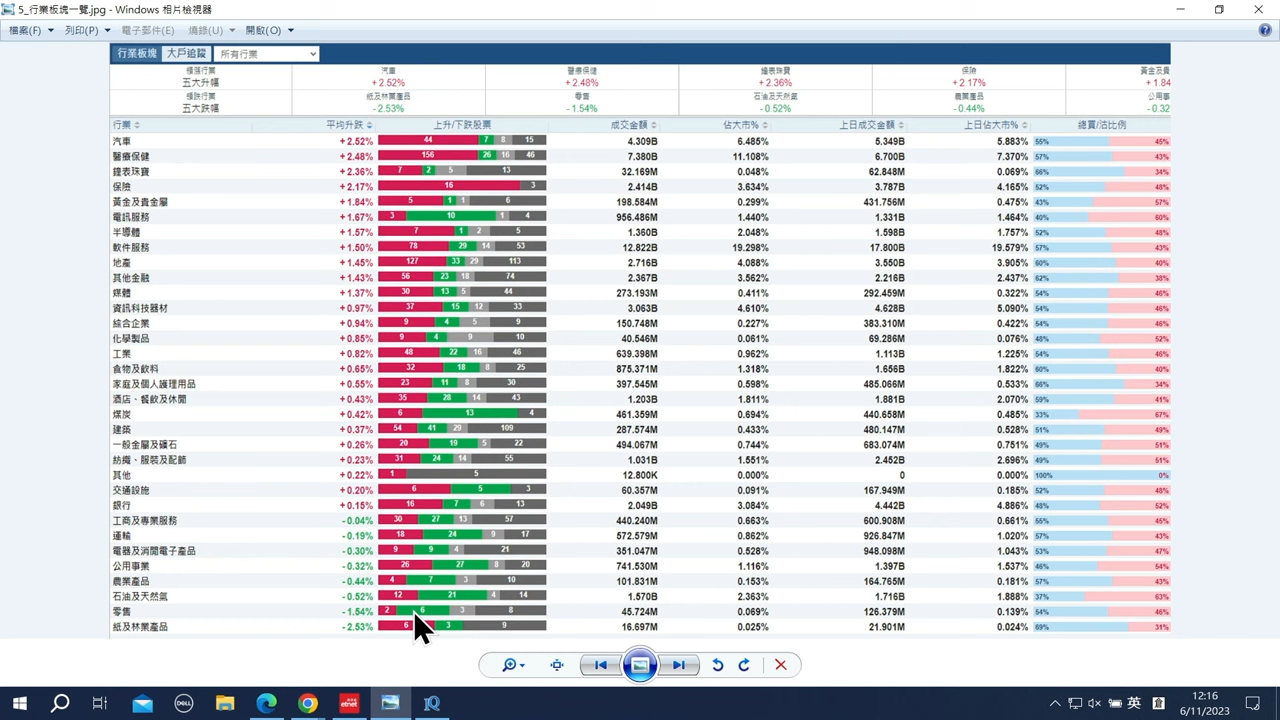 5_行業板塊一覽.jpg - Windows 相片檢視器
檔案(F) 列印(P) 電子郵件(E) 燒錄(U) 開啟(O)
行業板塊 大戶追蹤 所有行業
極漲行業 汽車 醫療保健 鐘表珠寶 保險 黃金及貴
五大升幅 +2.52% +2.48% +2.36% +2.17% +1.84
極跌行業 紙及林業產品 零售 石油及天然氣 農業產品 公用事
五大跌幅 -2.53% -1.54% -0.52% -0.44% -0.32
行業 平均升跌 上升/下跌股票 成交金額 佔大市% 上日成交金額 上日佔大市% 總買/沽比例
汽車 +2.52% 44 7 8 15 4.309B 6.485% 5.349B 5.883% 55% 45%
醫療保健 +2.48% 156 26 16 46 7.380B 11.108% 6.700B 7.370% 57% 43%
鐘表珠寶 +2.36% 7 2 5 13 32.169M 0.048% 62.848M 0.069% 66% 34%
保險 +2.17% 16 3 2.414B 3.634% 3.787B 4.165% 52% 48%
黃金及貴金屬 +1.84% 5 1 1 6 198.584M 0.299% 431.756M 0.475% 43% 57%
電訊服務 +1.67% 3 10 1 4 956.486M 1.440% 1.331B 1.464% 40% 60%
半導體 +1.57% 7 1 2 5 1.360B 2.048% 1.598B 1.757% 52% 48%
軟件服務 +1.50% 78 29 14 53 12.822B 19.298% 17.800B 19.579% 57% 43%
地產 +1.45% 127 33 29 113 2.716B 4.088% 3.550B 3.905% 60% 40%
其他金融 +1.43% 56 23 18 74 2.367B 3.562% 2.216B 2.437% 62% 38%
媒體 +1.37% 30 13 5 44 273.193M 0.411% 292.459M 0.322% 54% 46%
資訊科技器材 +0.97% 37 15 12 33 3.063B 4.610% 4.628B 5.090% 54% 46%
綜合企業 +0.94% 9 4 5 9 150.748M 0.227% 383.310M 0.422% 54% 46%
化學製品 +0.85% 9 4 9 10 40.546M 0.061% 69.286M 0.076% 48% 52%
工業 +0.82% 48 22 16 46 639.398M 0.962% 1.113B 1.225% 54% 46%
食物及飲料 +0.65% 32 18 8 25 875.371M 1.318% 1.656B 1.822% 60% 40%
家庭及個人護理用品 +0.55% 23 11 8 30 397.545M 0.598% 485.066M 0.533% 66% 34%
酒店、餐飲及休閒 +0.43% 35 28 14 43 1.203B 1.811% 1.881B 2.070% 59% 41%
煤炭 +0.42% 6 13 4 461.359M 0.694% 440.658M 0.485% 33% 67%
建築 +0.37% 54 41 29 109 287.574M 0.433% 480.147M 0.528% 51% 49%
一般金屬及礦石 +0.26% 20 19 5 22 494.067M 0.744% 683.074M 0.751% 49% 51%
紡織、服裝及配飾 +0.23% 31 24 14 55 1.031B 1.551% 2.452B 2.696% 49% 51%
其他 +0.22% 1 5 12.800K 0.000% 0 0.000% 100% 0%
交通設施 +0.20% 6 5 3 60.357M 0.091% 167.949M 0.185% 52% 48%
銀行 +0.15% 16 7 6 13 2.049B 3.084% 4.442B 4.886% 48% 52%
工商及專業服務 -0.04% 30 27 13 57 440.240M 0.663% 600.908M 0.661% 55% 45%
運輸 -0.19% 18 24 9 17 572.579M 0.862% 926.847M 1.020% 57% 43%
電器及消閒電子產品 -0.30% 9 9 4 21 351.047M 0.528% 948.098M 1.043% 53% 47%
公用事業 -0.32% 26 27 8 20 741.530M 1.116% 1.397B 1.537% 46% 54%
農業產品 -0.44% 4 7 3 10 101.831M 0.153% 164.765M 0.181% 57% 43%
石油及天然氣 -0.52% 12 21 4 14 1.570B 2.363% 1.716B 1.888% 37% 63%
零售 -1.54% 2 6 3 8 45.724M 0.069% 126.379M 0.139% 54% 46%
紙及林業產品 -2.53% 6 3 9 16.697M 0.025% 21.901M 0.024% 69% 31%
DELL etnet IQ 英 12:16
6/11/2023